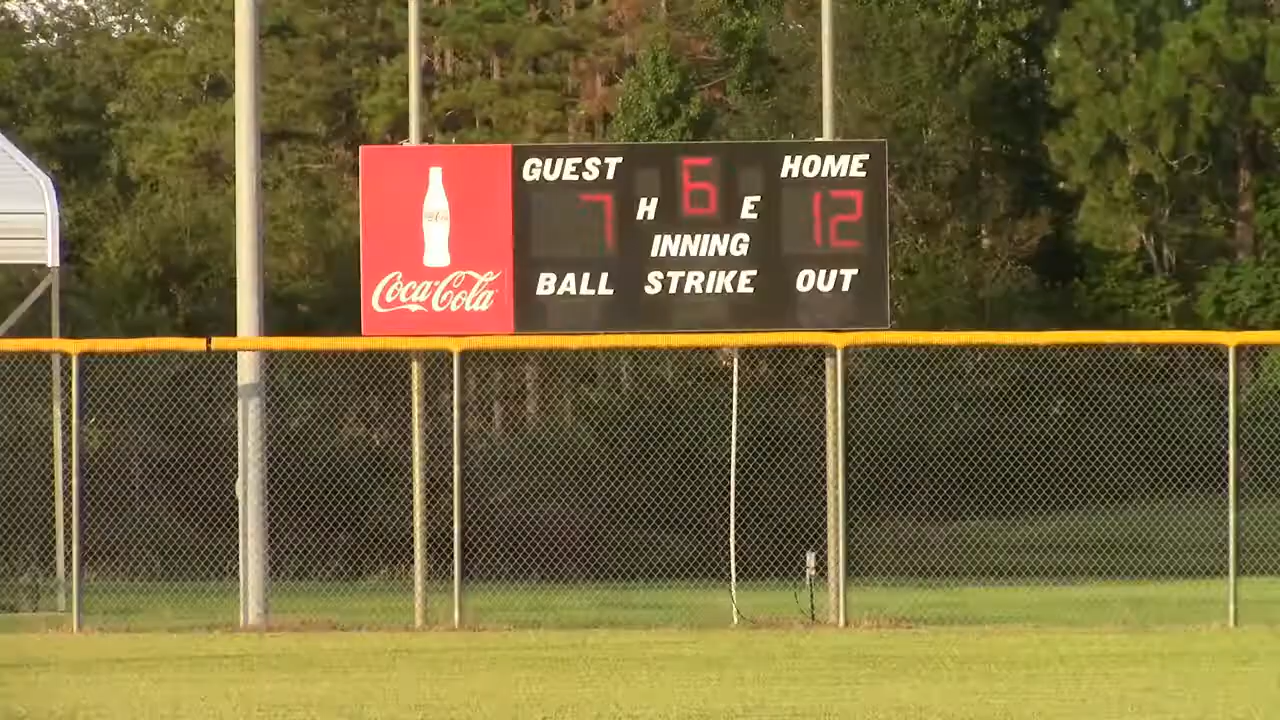 GUEST 6 HOME
7 H E 12
INNING
BALL STRIKE OUT
Coca-Cola